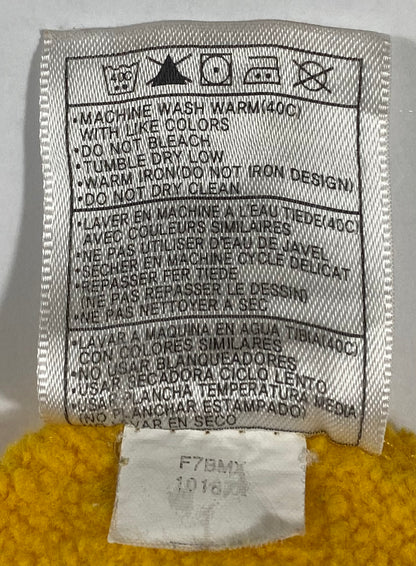 40C
•MACHINE WASH WARM(40C)
WITH LIKE COLORS
•DO NOT BLEACH
•TUMBLE DRY LOW
•WARM IRON(DO NOT IRON DESIGN)
•DO NOT DRY CLEAN
•LAVER EN MACHINE A L'EAU TIEDE(40C)
AVEC COULEURS SIMILAIRES
•NE PAS UTILISER D'EAU DE JAVEL
•SECHER EN MACHINE CYCLE DELICAT
•REPASSER FER TIEDE
(NE PAS REPASSER LE DESSIN)
•NE PAS NETTOYER A SEC
•LAVAR A MAQUINA EN AGUA TIBIA(40C)
CON COLORES SIMILARES
•NO USAR BLANQUEADORES
•USAR SECADORA CICLO LENTO
•USAR PLANCHA TEMPERATURA MEDIA
(NO PLANCHAR ESTAMPADO)
AR EN SECO
F7BMX